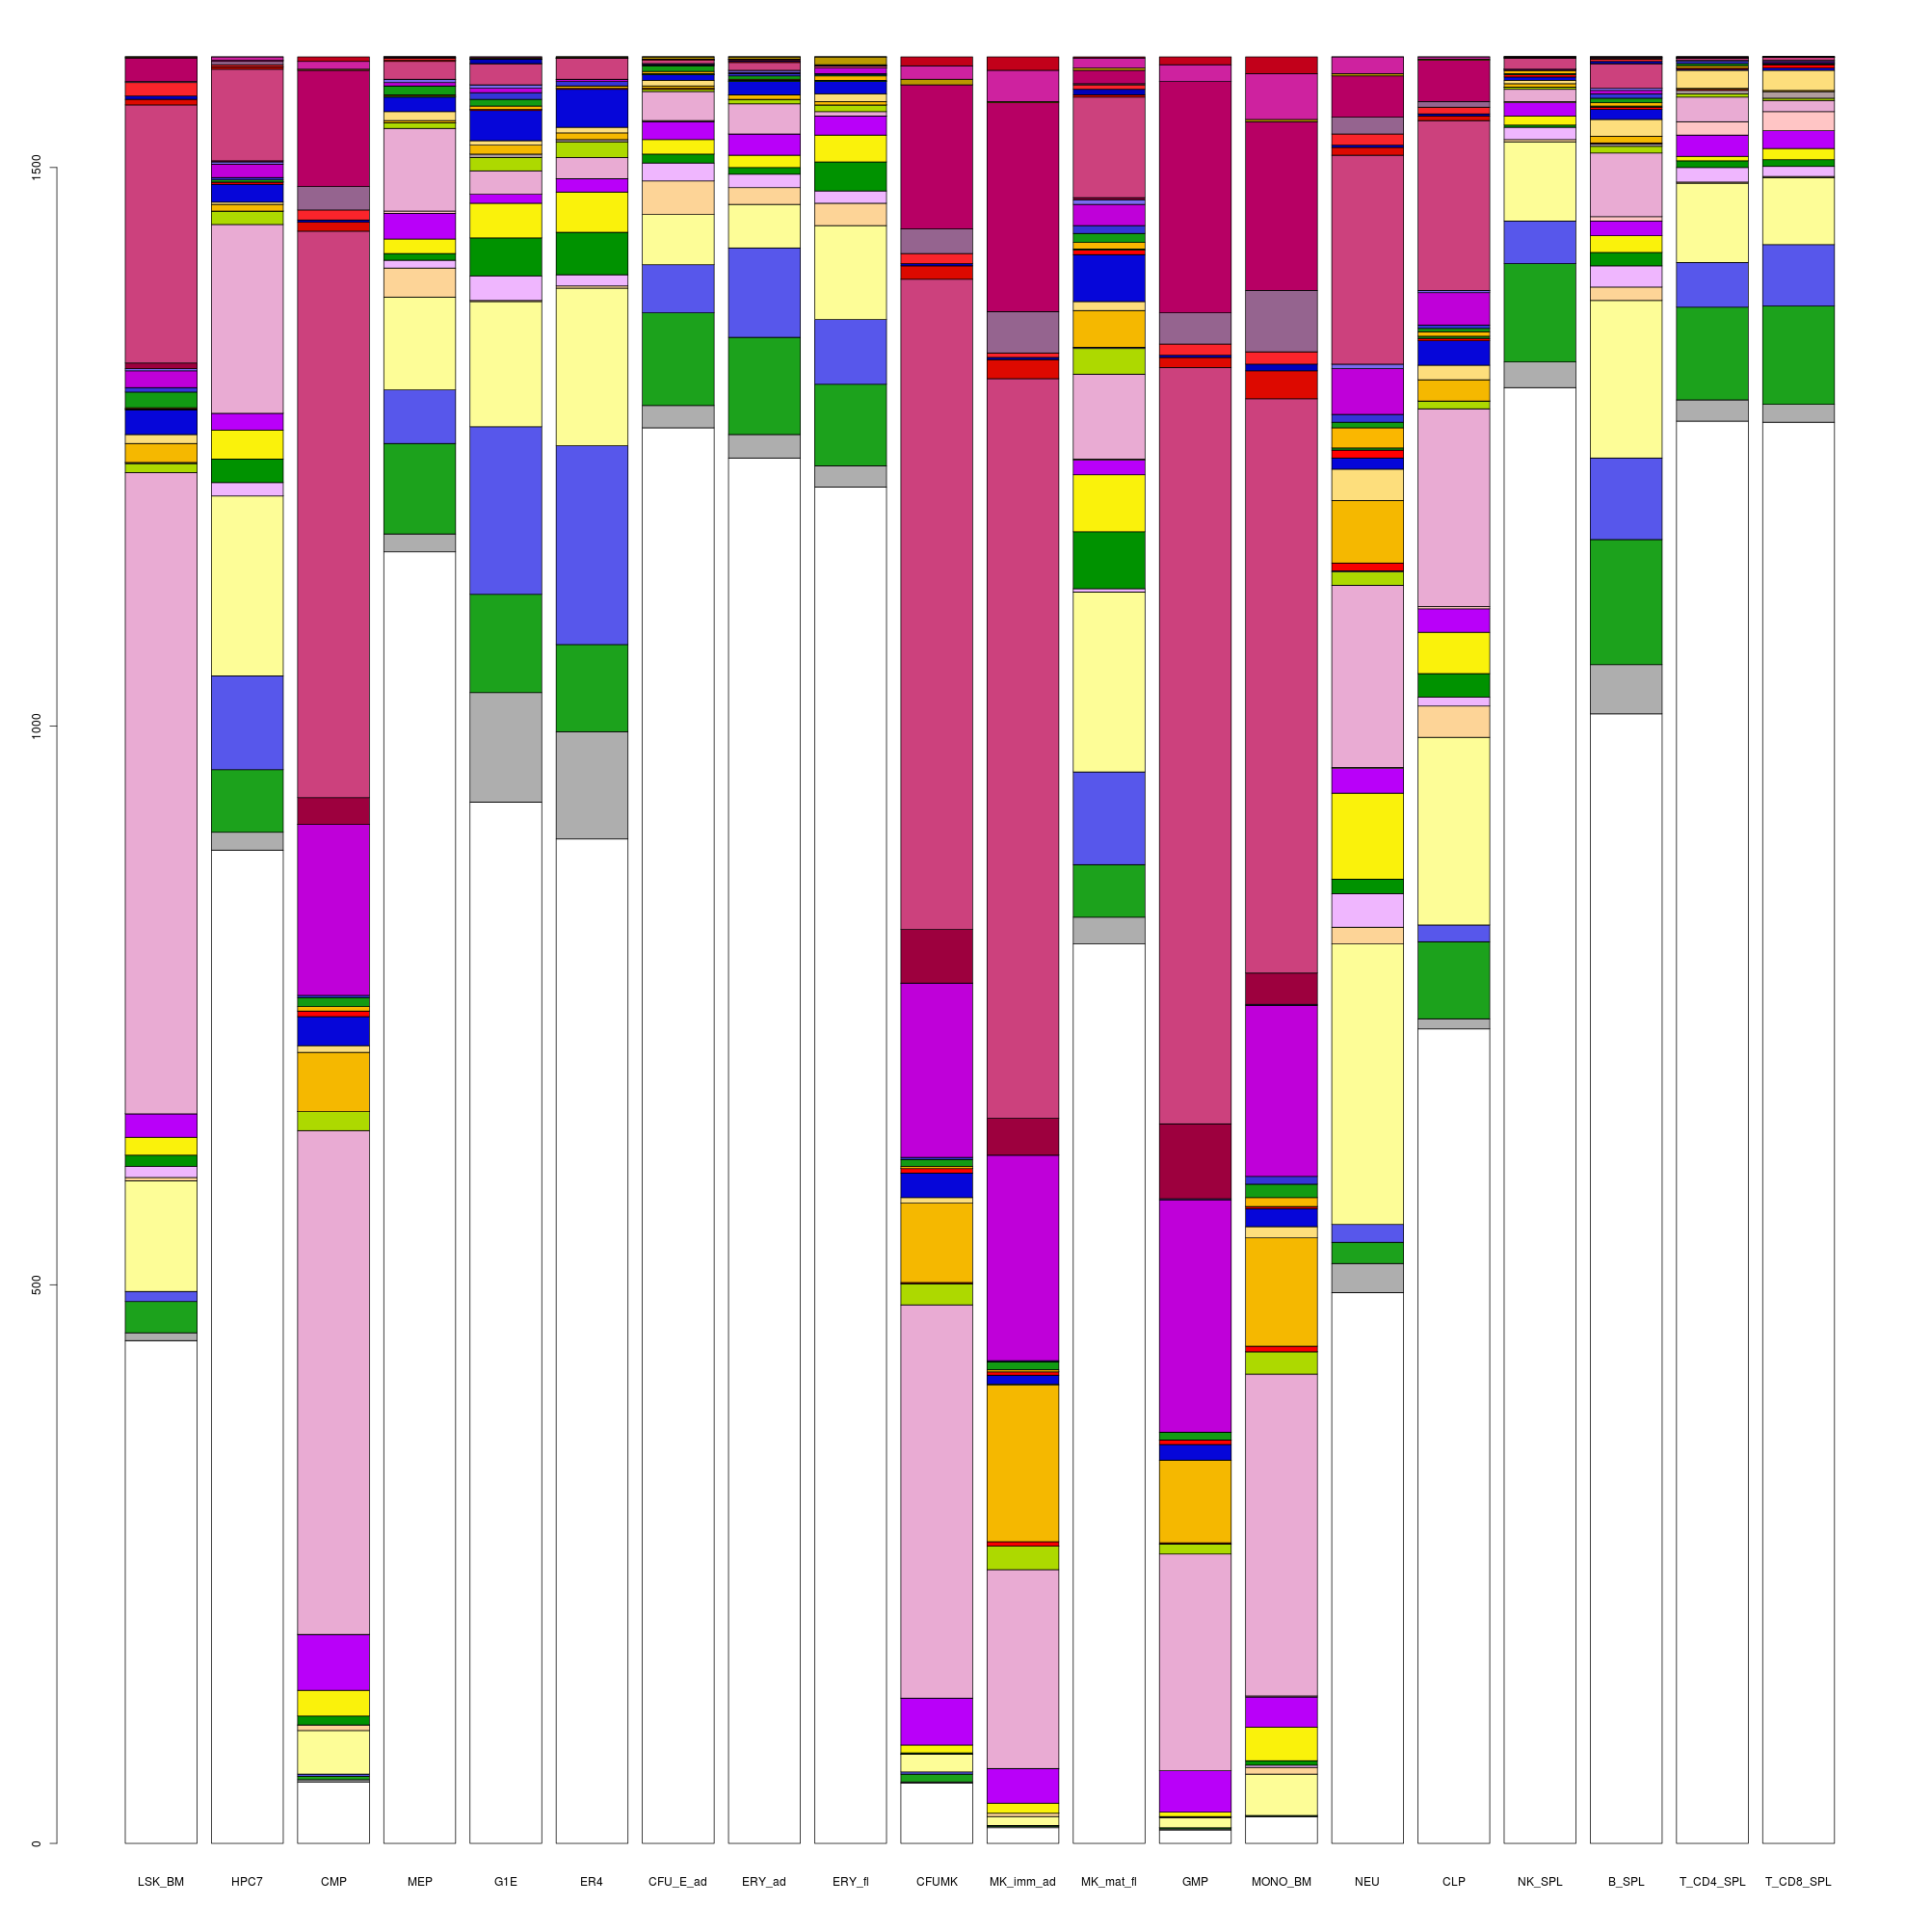 1500
1000
500
0
LSK_BM HPC7 CMP MEP G1E ER4 CFU_E_ad ERY_ad ERY_fl CFUMK MK_imm_ad MK_mat_fl GMP MONO_BM NEU CLP NK_SPL B_SPL T_CD4_SPL T_CD8_SPL